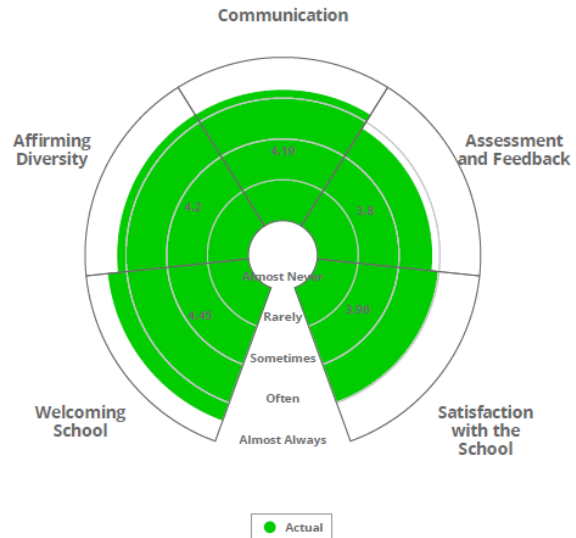 Communication
Affirming
Diversity
Assessment
and Feedback
4.19
4.2
3.8
Almost Never
4.45
Rarely
3.96
Sometimes
Often
Almost Always
Welcoming
School
Satisfaction
with the
School
Actual